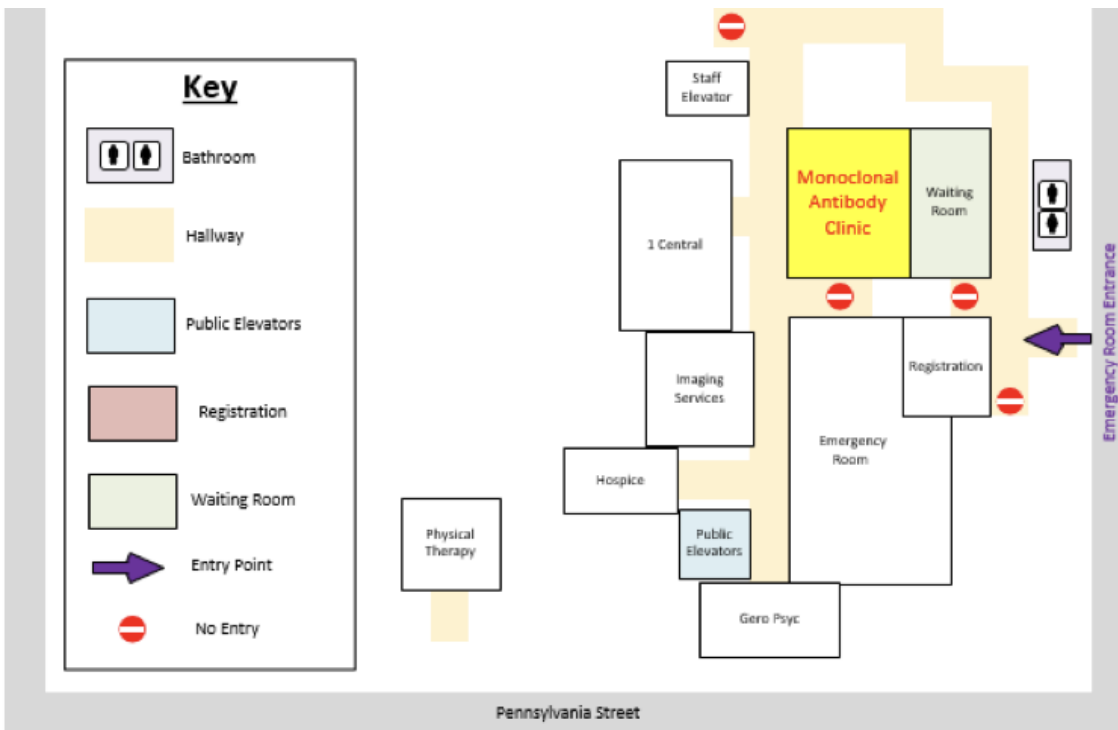 Key
Bathroom
Hallway
Public Elevators
Registration
Waiting Room
Entry Point
No Entry
Staff
Elevator
Monoclonal
Antibody
Clinic
Waiting
Room
1 Central
Imaging
Services
Registration
Emergency
Room
Hospice
Physical
Therapy
Public
Elevators
Gero Psyc
Emergency Room Entrance
Pennsylvania Street